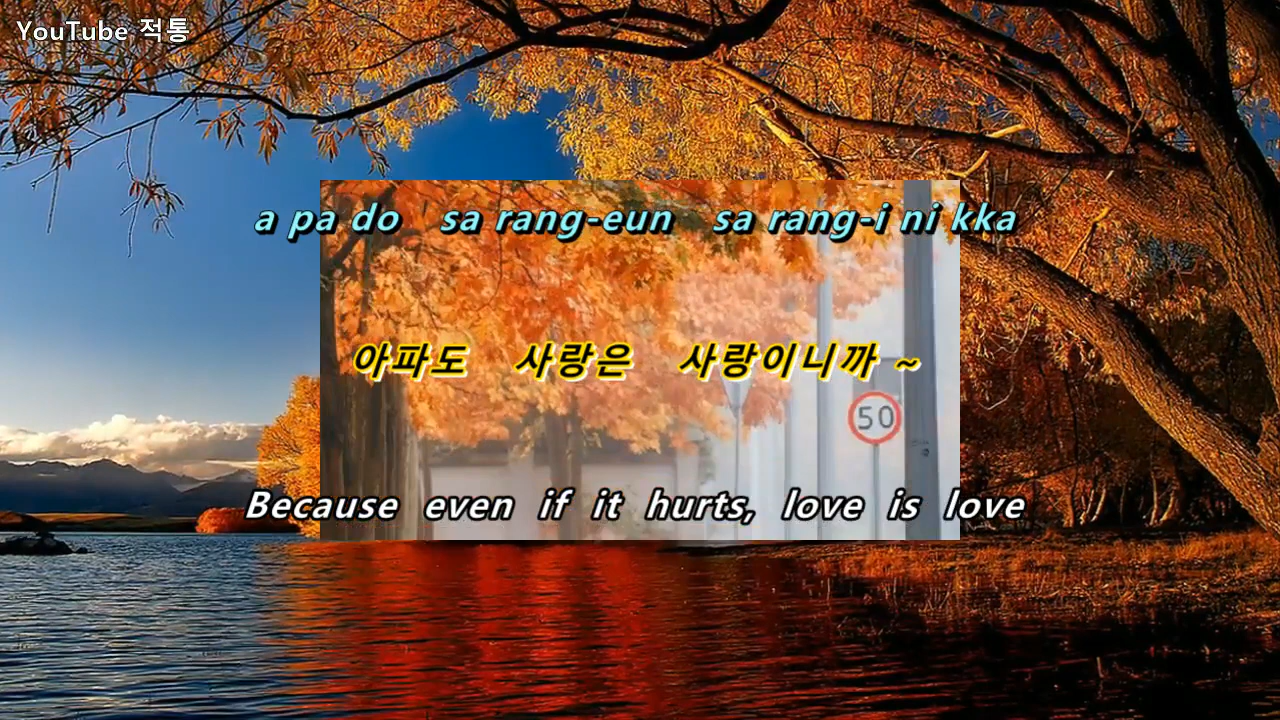 YouTube 적통
a pa do sa rang-eun sa rang-i ni kka
아파도 사랑은 사랑이니까 ~
50
Because even if it hurts, love is love